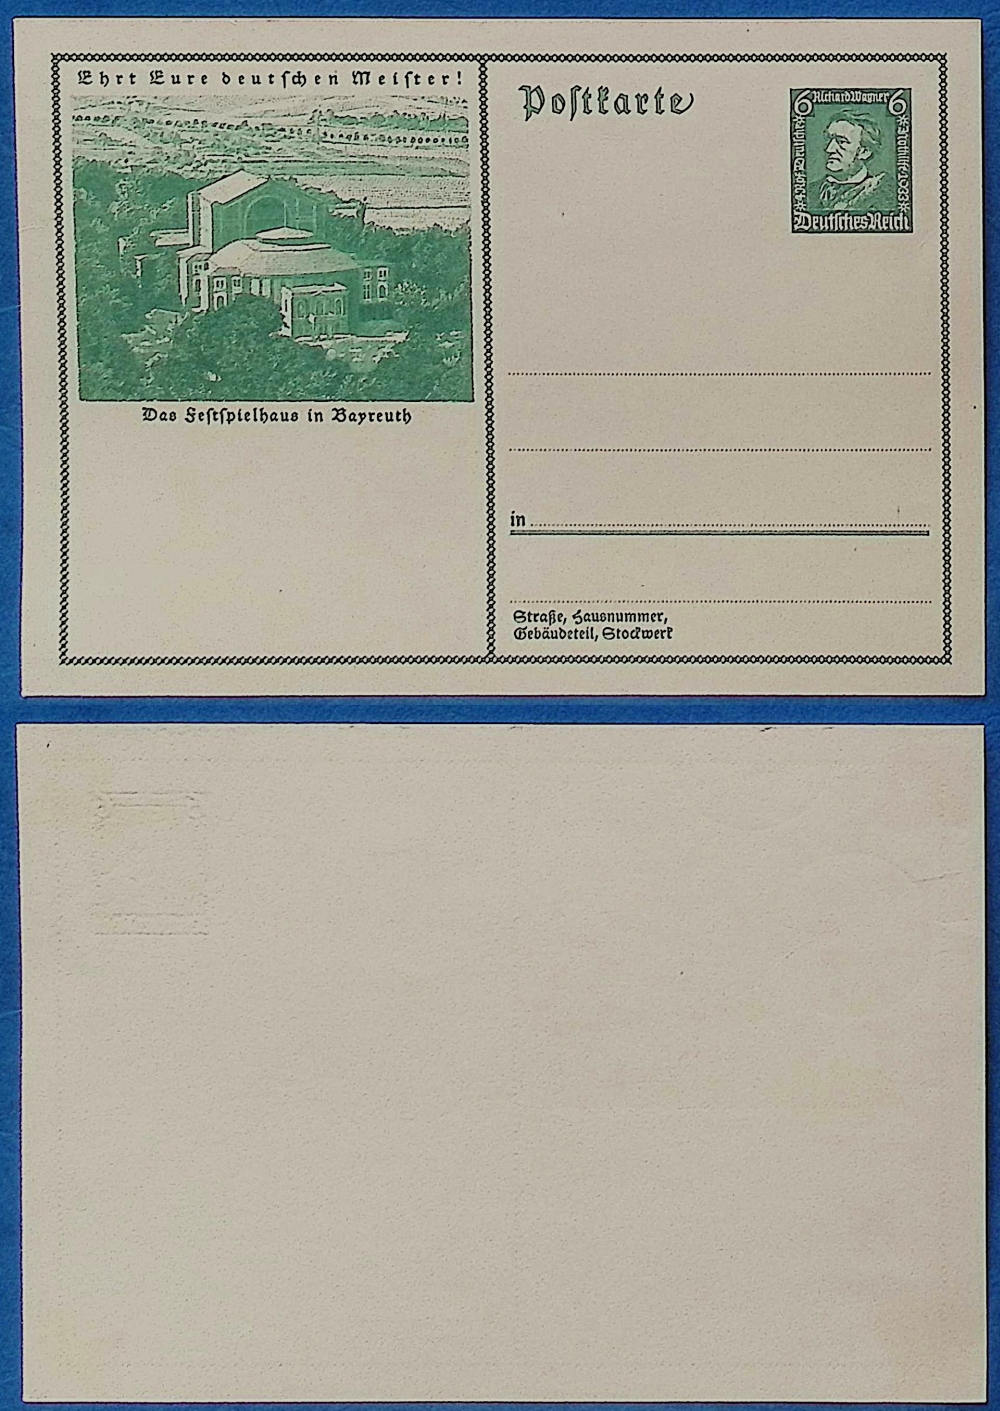 Ehrt Eure deutschen Meister!
Das Festspielhaus in Bayreuth
Postkarte
6 Richard Wagner 6
Deutsches Reich
in
Straße, Hausnummer,
Gebäudeteil, Stockwerk